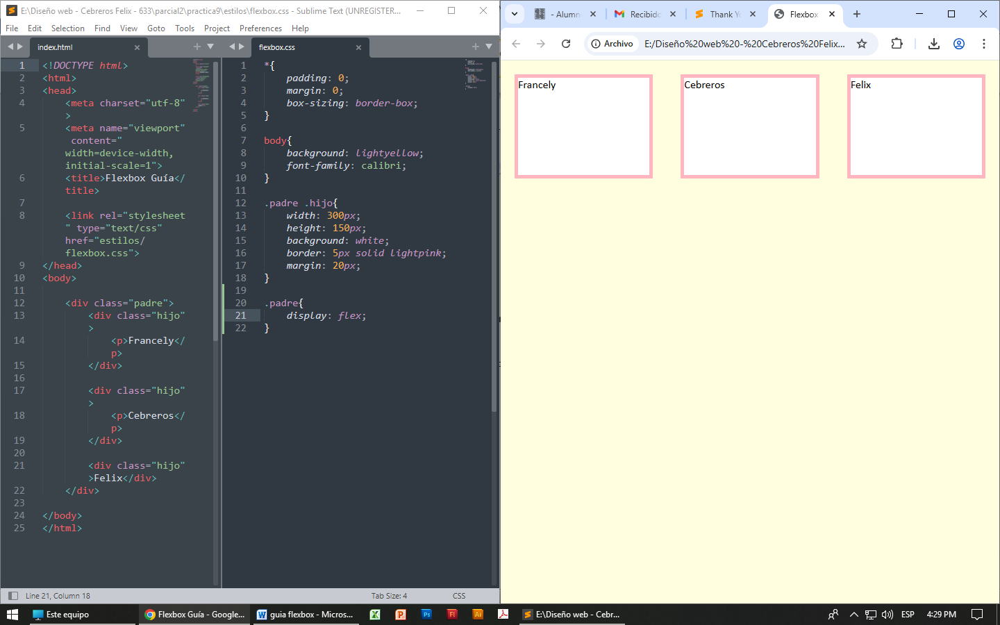 E:\Diseño web - Cebreros Felix - 633\parcial2\practica9\estilos\flexbox.css - Sublime Text (UNREGISTER...
File Edit Selection Find View Goto Tools Project Preferences Help
index.html
1 <!DOCTYPE html>
2 <html>
3 <head>
4 <meta charset="utf-8"
>
5 <meta name="viewport"
content="
width=device-width,
initial-scale=1">
6 <title>Flexbox Guía</
title>
7
8 <link rel="stylesheet
" type="text/css"
href="estilos/
flexbox.css">
9 </head>
10 <body>
11
12 <div class="padre">
13 <div class="hijo"
>
14 <p>Francely</
p>
15 </div>
16
17 <div class="hijo"
>
18 <p>Cebreros</
p>
19 </div>
20
21 <div class="hijo"
>Felix</div>
22 </div>
23
24 </body>
25 </html>
flexbox.css
1 *{
2 padding: 0;
3 margin: 0;
4 box-sizing: border-box;
5 }
6
7 body{
8 background: lightyellow;
9 font-family: calibri;
10 }
11
12 .padre .hijo{
13 width: 300px;
14 height: 150px;
15 background: white;
16 border: 5px solid lightpink;
17 margin: 20px;
18 }
19
20 .padre{
21 display: flex;
22 }
Line 21, Column 18 Tab Size: 4 CSS
- Alumn Recibido Thank Yo Flexbox
Archivo E:/Diseño%20web%20-%20Cebreros%20Felix...
Francely Cebreros Felix
Este equipo Flexbox Guía - Google... guia flexbox - Micros... Ps Fl Ai E:\Diseño web - Cebr... ESP 4:29 PM